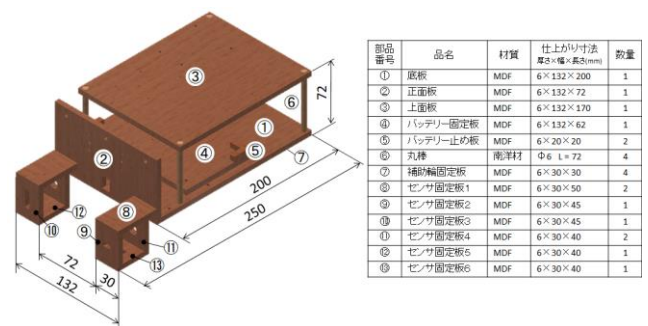 ③
72
⑥
①
④
⑤
⑦
②
200
250
⑧
⑫
⑩
⑨
⑪
⑬
72
30
132
部品番号 品名 材質 仕上がり寸法 厚さ×幅×長さ(mm) 数量
① 底板 MDF 6×132×200 1
② 正面板 MDF 6×132×72 1
③ 上面板 MDF 6×132×170 1
④ バッテリー固定板 MDF 6×132×62 1
⑤ バッテリー止め板 MDF 6×20×20 2
⑥ 丸棒 南洋材 Φ6 L=72 4
⑦ 補助輪固定板 MDF 6×30×30 4
⑧ センサ固定板1 MDF 6×30×50 2
⑨ センサ固定板2 MDF 6×30×45 1
⑩ センサ固定板3 MDF 6×30×45 1
⑪ センサ固定板4 MDF 6×30×40 2
⑫ センサ固定板5 MDF 6×30×40 1
⑬ センサ固定板6 MDF 6×30×40 1